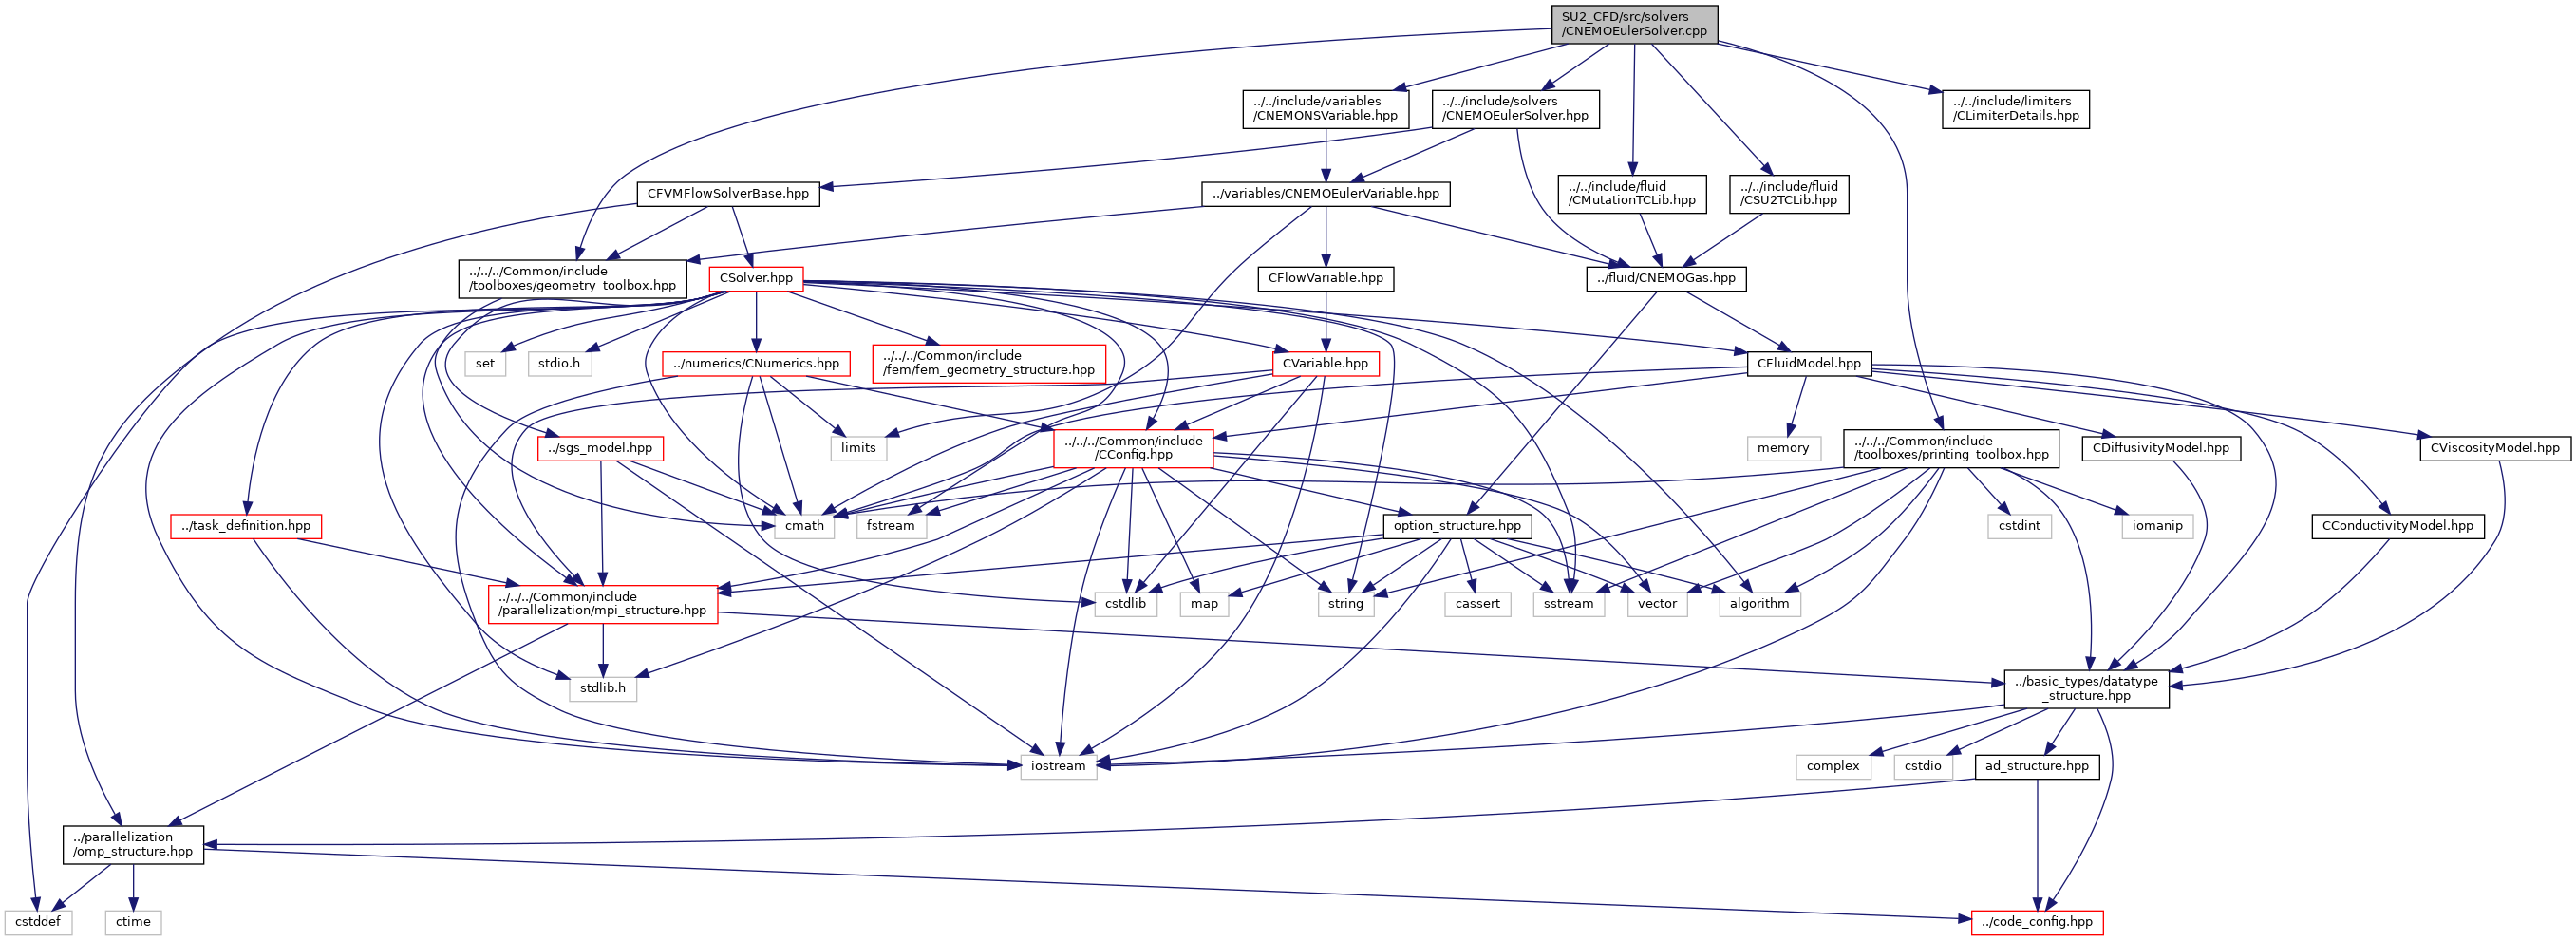 SU2_CFD/src/solvers
/CNEMOEulerSolver.cpp
../../include/variables
/CNEMONSVariable.hpp
../../include/solvers
/CNEMOEulerSolver.hpp
../../include/limiters
/CLimiterDetails.hpp
CFVMFlowSolverBase.hpp
../variables/CNEMOEulerVariable.hpp
../../include/fluid
/CMutationTCLib.hpp
../../include/fluid
/CSU2TCLib.hpp
../../../Common/include
/toolboxes/geometry_toolbox.hpp
CSolver.hpp
CFlowVariable.hpp
../fluid/CNEMOGas.hpp
set
stdio.h
../numerics/CNumerics.hpp
../../../Common/include
/fem/fem_geometry_structure.hpp
CVariable.hpp
CFluidModel.hpp
../sgs_model.hpp
limits
../../../Common/include
/CConfig.hpp
memory
../../../Common/include
/toolboxes/printing_toolbox.hpp
CDiffusivityModel.hpp
CViscosityModel.hpp
../task_definition.hpp
cmath
fstream
option_structure.hpp
cstdint
iomanip
CConductivityModel.hpp
../../../Common/include
/parallelization/mpi_structure.hpp
cstdlib
map
string
cassert
sstream
vector
algorithm
stdlib.h
../basic_types/datatype
_structure.hpp
iostream
complex
cstdio
ad_structure.hpp
../parallelization
/omp_structure.hpp
cstddef
ctime
../code_config.hpp